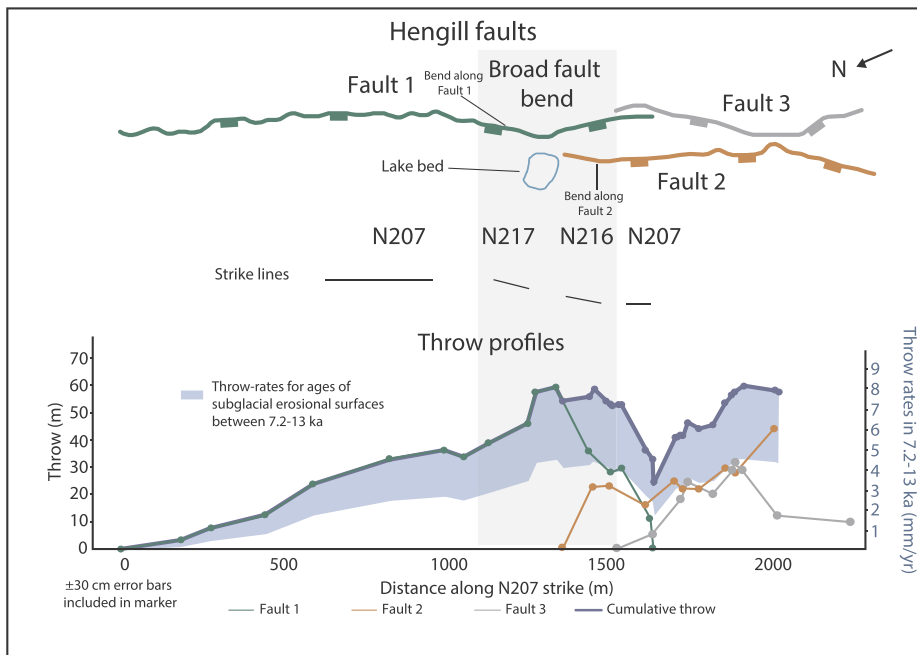 Hengill faults
Broad fault
bend
N
Bend along
Fault 1
Fault 1
Fault 3
Lake bed
Fault 2
Bend along
Fault 2
N207
N217
N216
N207
Strike lines
Throw profiles
Throw-rates for ages of
subglacial erosional surfaces
between 7.2-13 ka
Throw (m)
70
60
50
40
30
20
10
0
Throw rates in 7.2-13 ka (mm/yr)
9
8
7
6
5
4
3
2
1
0
500
1000
1500
2000
Distance along N207 strike (m)
±30 cm error bars
included in marker
Fault 1
Fault 2
Fault 3
Cumulative throw